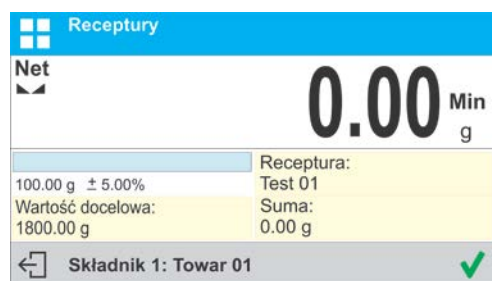 Receptury
Net
0.00 Min
g
100.00 g ± 5.00%
Wartość docelowa:
1800.00 g
Receptura:
Test 01
Suma:
0.00 g
Składnik 1: Towar 01